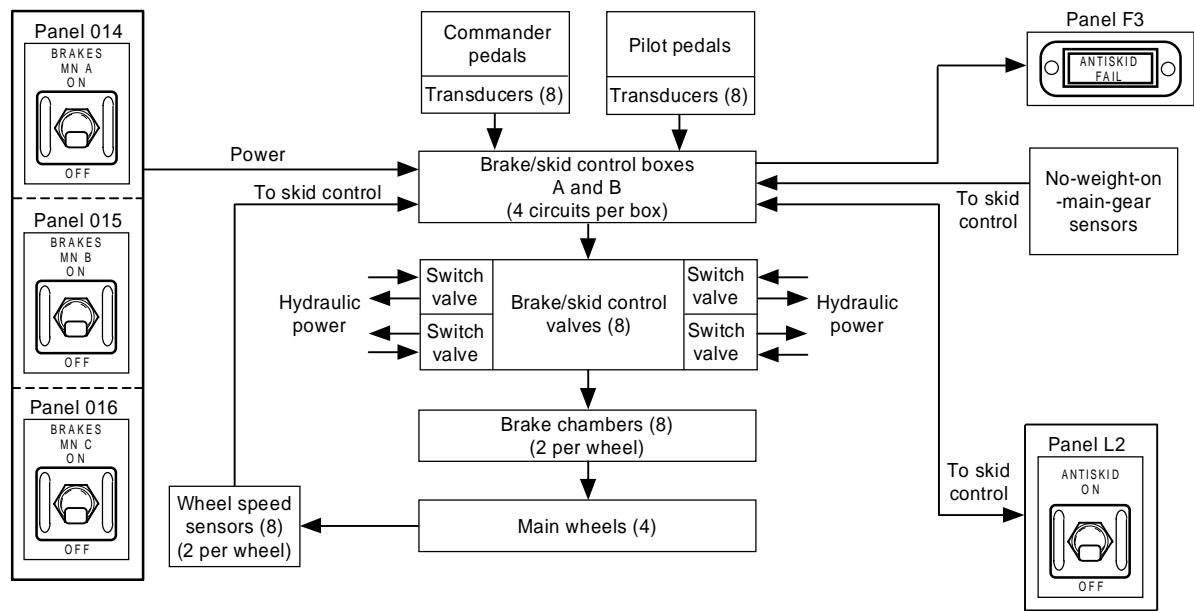 Panel 014
BRAKES
MN A
ON
OFF
Panel 015
BRAKES
MN B
ON
OFF
Panel 016
BRAKES
MN C
ON
OFF
Commander
pedals
Transducers (8)
Pilot pedals
Transducers (8)
Panel F3
ANTISKID
FAIL
Power
To skid control
Brake/skid control boxes
A and B
(4 circuits per box)
To skid
control
No-weight-on
-main-gear
sensors
Hydraulic
power
Switch
valve
Switch
valve
Brake/skid control
valves (8)
Switch
valve
Switch
valve
Hydraulic
power
Brake chambers (8)
(2 per wheel)
Wheel speed
sensors (8)
(2 per wheel)
Main wheels (4)
To skid
control
Panel L2
ANTISKID
ON
OFF